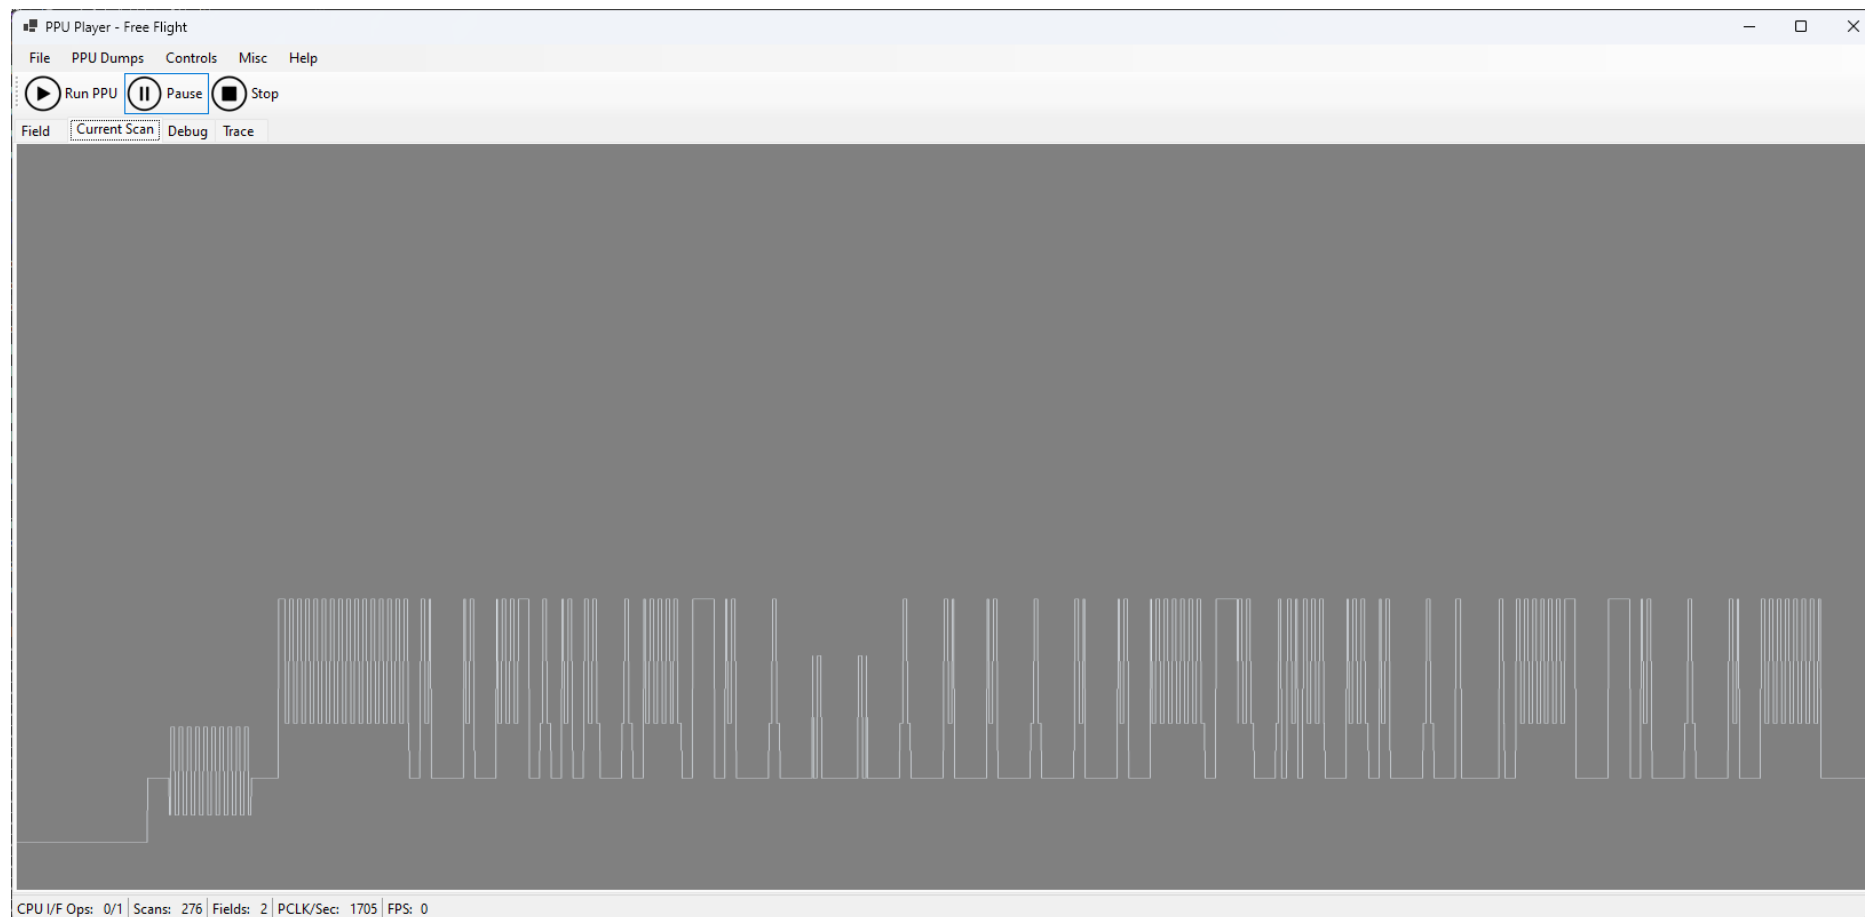 PPU Player - Free Flight
File PPU Dumps Controls Misc Help
Run PPU Pause Stop
Field Current Scan Debug Trace
CPU I/F Ops: 0/1 Scans: 276 Fields: 2 PCLK/Sec: 1705 FPS: 0